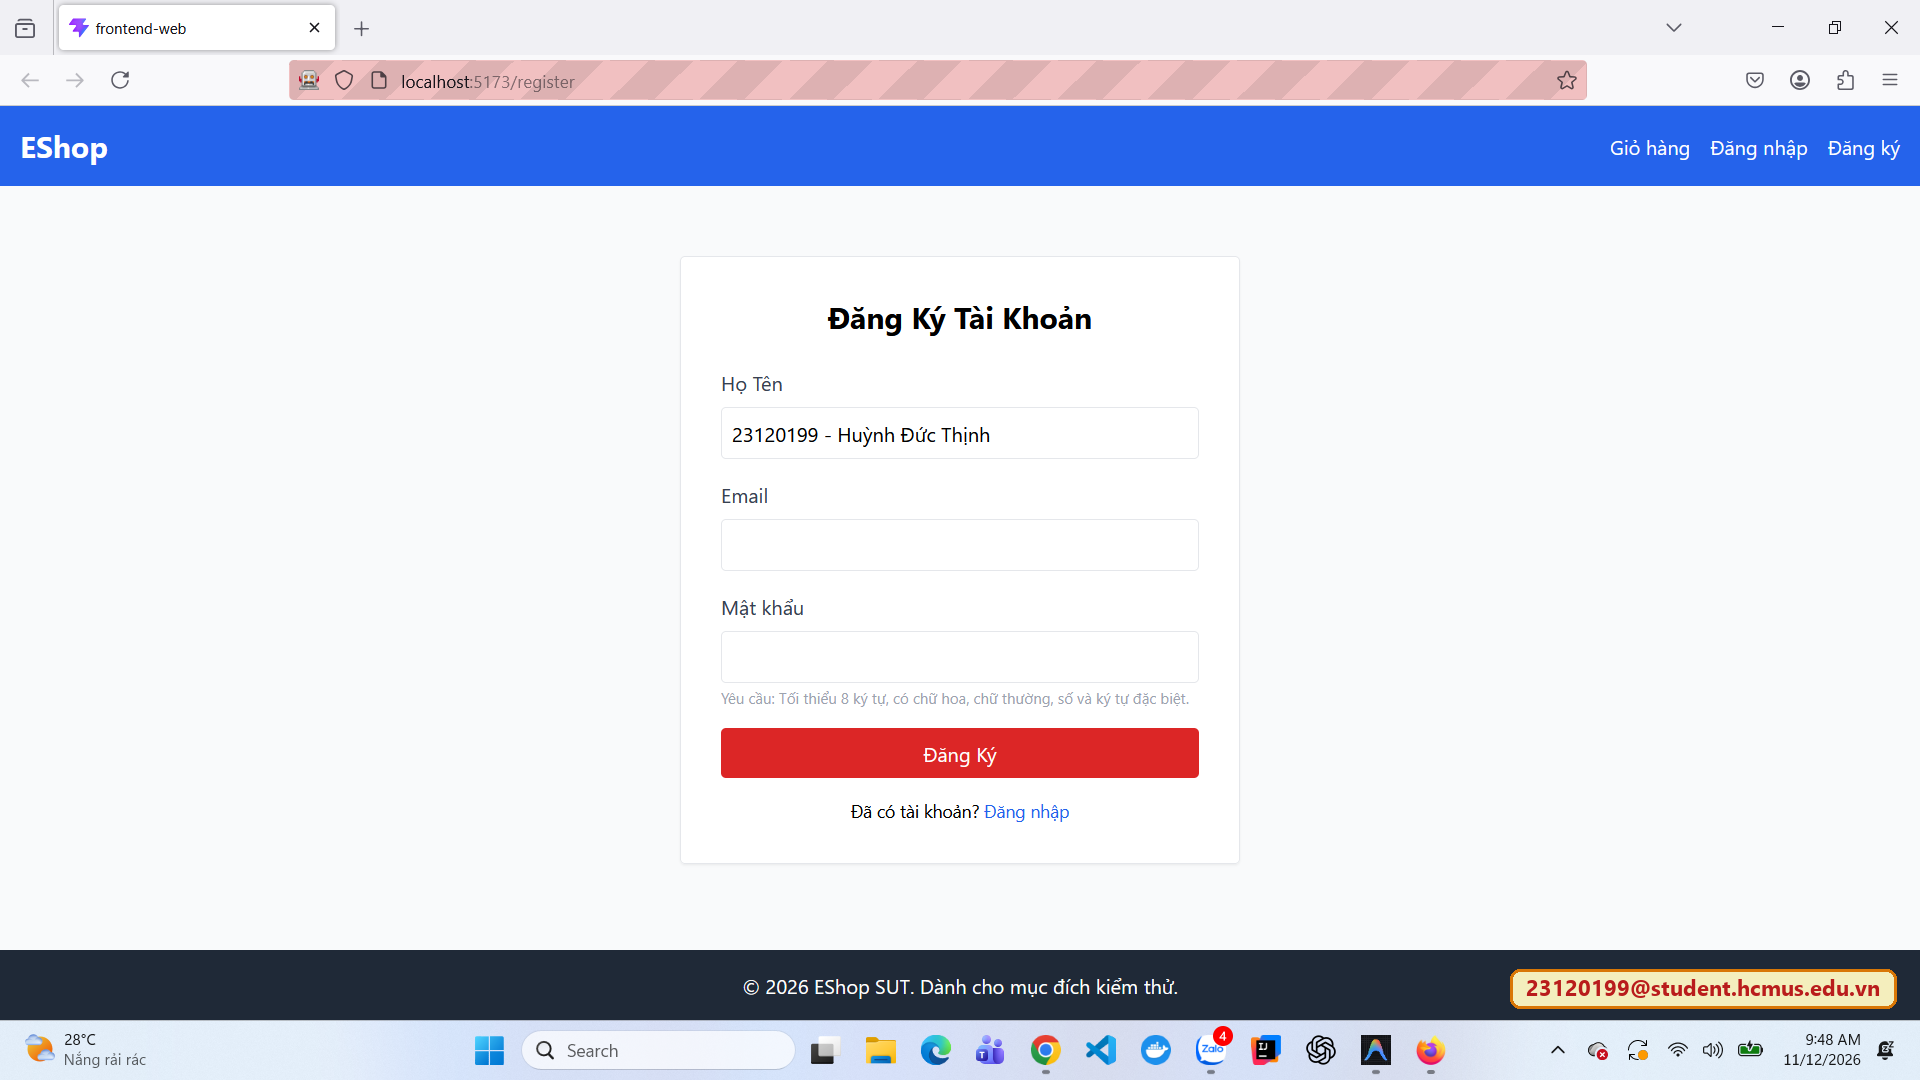 frontend-web
localhost:5173/register
EShop
Giỏ hàng
Đăng nhập
Đăng ký
Đăng Ký Tài Khoản
Họ Tên
23120199 - Huỳnh Đức Thịnh
Email
Mật khẩu
Yêu cầu: Tối thiểu 8 ký tự, có chữ hoa, chữ thường, số và ký tự đặc biệt.
Đăng Ký
Đã có tài khoản? Đăng nhập
© 2026 EShop SUT. Dành cho mục đích kiểm thử.
23120199@student.hcmus.edu.vn
28°C
Nắng rải rác
Search
Zalo
4
9:48 AM
11/12/2026